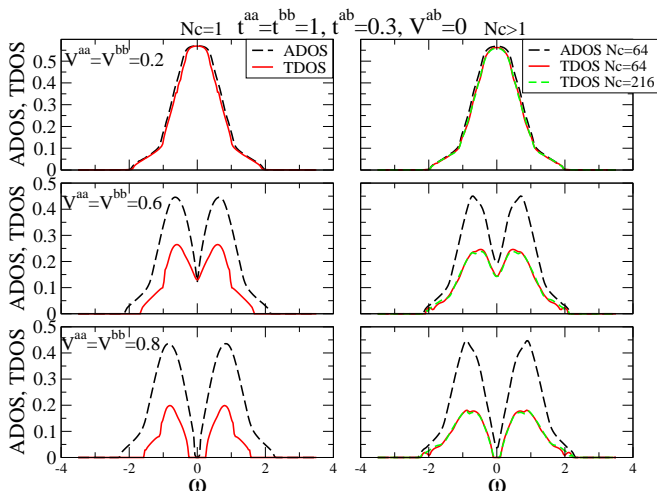 t^aa=t^bb=1, t^ab=0.3, V^ab=0
Nc=1
Nc>1
V^aa=V^bb=0.2
ADOS
TDOS
ADOS Nc=64
TDOS Nc=64
TDOS Nc=216
ADOS, TDOS
0.5
0.4
0.3
0.2
0.1
0
V^aa=V^bb=0.6
ADOS, TDOS
0.5
0.4
0.3
0.2
0.1
0
V^aa=V^bb=0.8
ADOS, TDOS
0.5
0.4
0.3
0.2
0.1
0
-4 -2 0 2 4
-4 -2 0 2 4
ω
ω